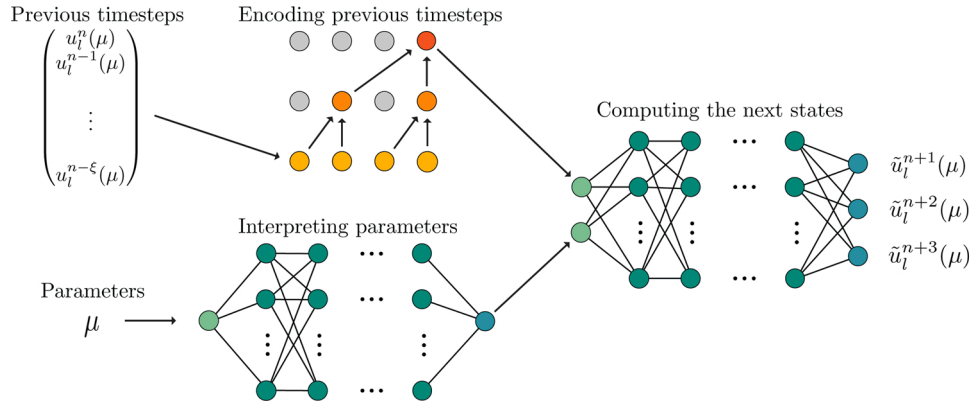 Previous timesteps
Encoding previous timesteps
u_l^n(μ)
u_l^{n-1}(μ)
⋮
u_l^{n-ξ}(μ)
Computing the next states
ũ_l^{n+1}(μ)
ũ_l^{n+2}(μ)
ũ_l^{n+3}(μ)
Interpreting parameters
Parameters
μ